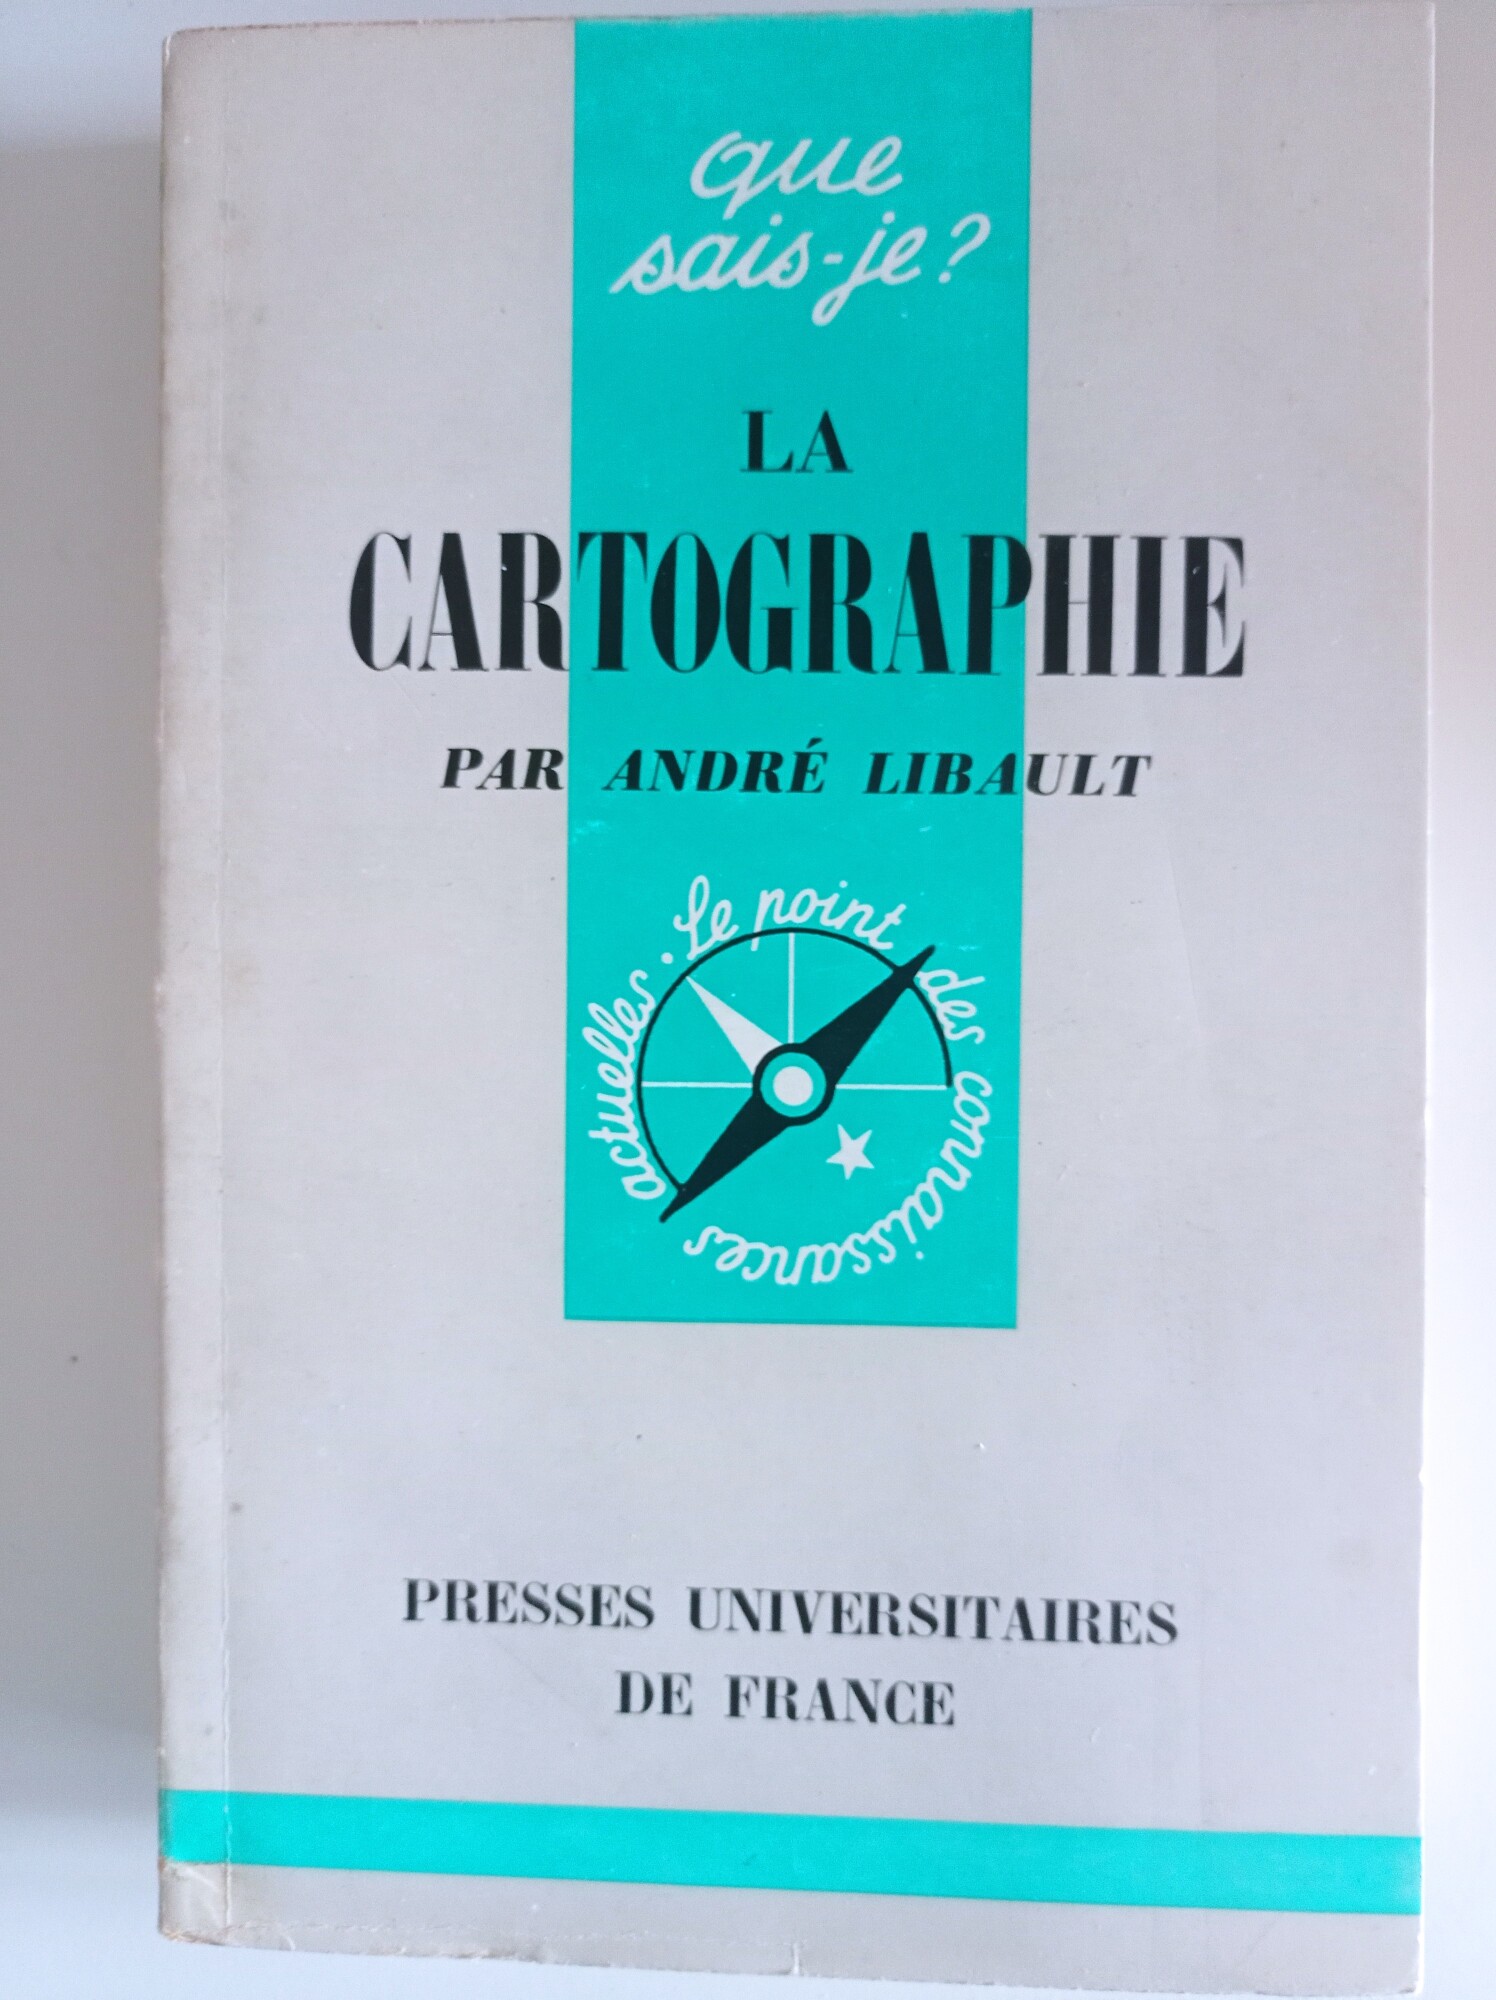 que
sais-je?
LA
CARTOGRAPHIE
PAR ANDRÉ LIBAULT
Le point des connaissances actuelles.
PRESSES UNIVERSITAIRES
DE FRANCE